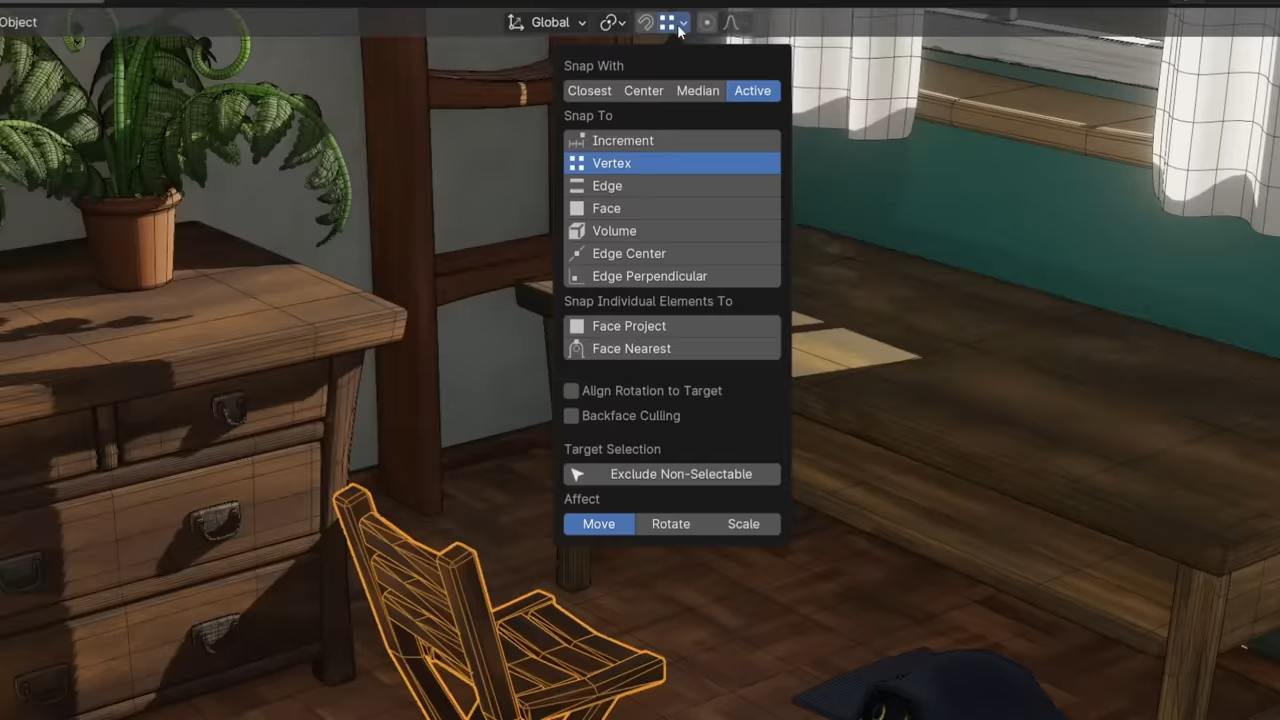 Object
Global
Snap With
Closest Center Median Active
Snap To
Increment
Vertex
Edge
Face
Volume
Edge Center
Edge Perpendicular
Snap Individual Elements To
Face Project
Face Nearest
Align Rotation to Target
Backface Culling
Target Selection
Exclude Non-Selectable
Affect
Move Rotate Scale